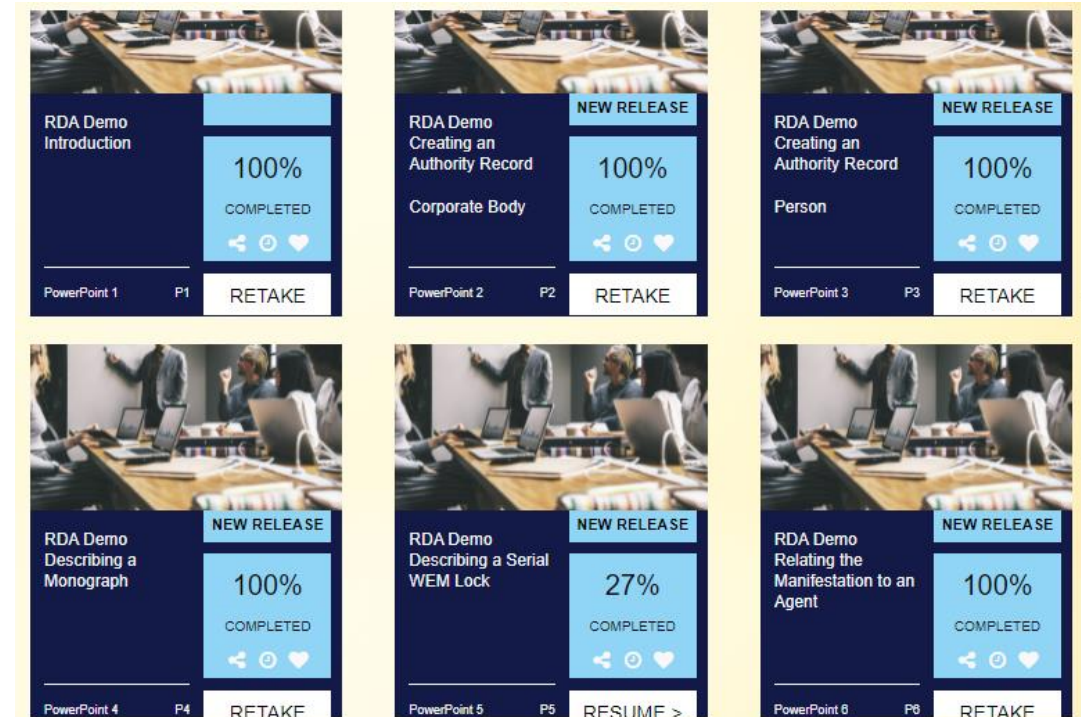 RDA Demo
Introduction
100%
COMPLETED
PowerPoint 1 P1
RETAKE
NEW RELEASE
RDA Demo
Creating an
Authority Record
Corporate Body
100%
COMPLETED
PowerPoint 2 P2
RETAKE
NEW RELEASE
RDA Demo
Creating an
Authority Record
Person
100%
COMPLETED
PowerPoint 3 P3
RETAKE
NEW RELEASE
RDA Demo
Describing a
Monograph
100%
COMPLETED
PowerPoint 4 P4
RETAKE
NEW RELEASE
RDA Demo
Describing a Serial
WEM Lock
27%
COMPLETED
PowerPoint 5 P5
RESUME >
NEW RELEASE
RDA Demo
Relating the
Manifestation to an
Agent
100%
COMPLETED
PowerPoint 6 P6
RETAKE